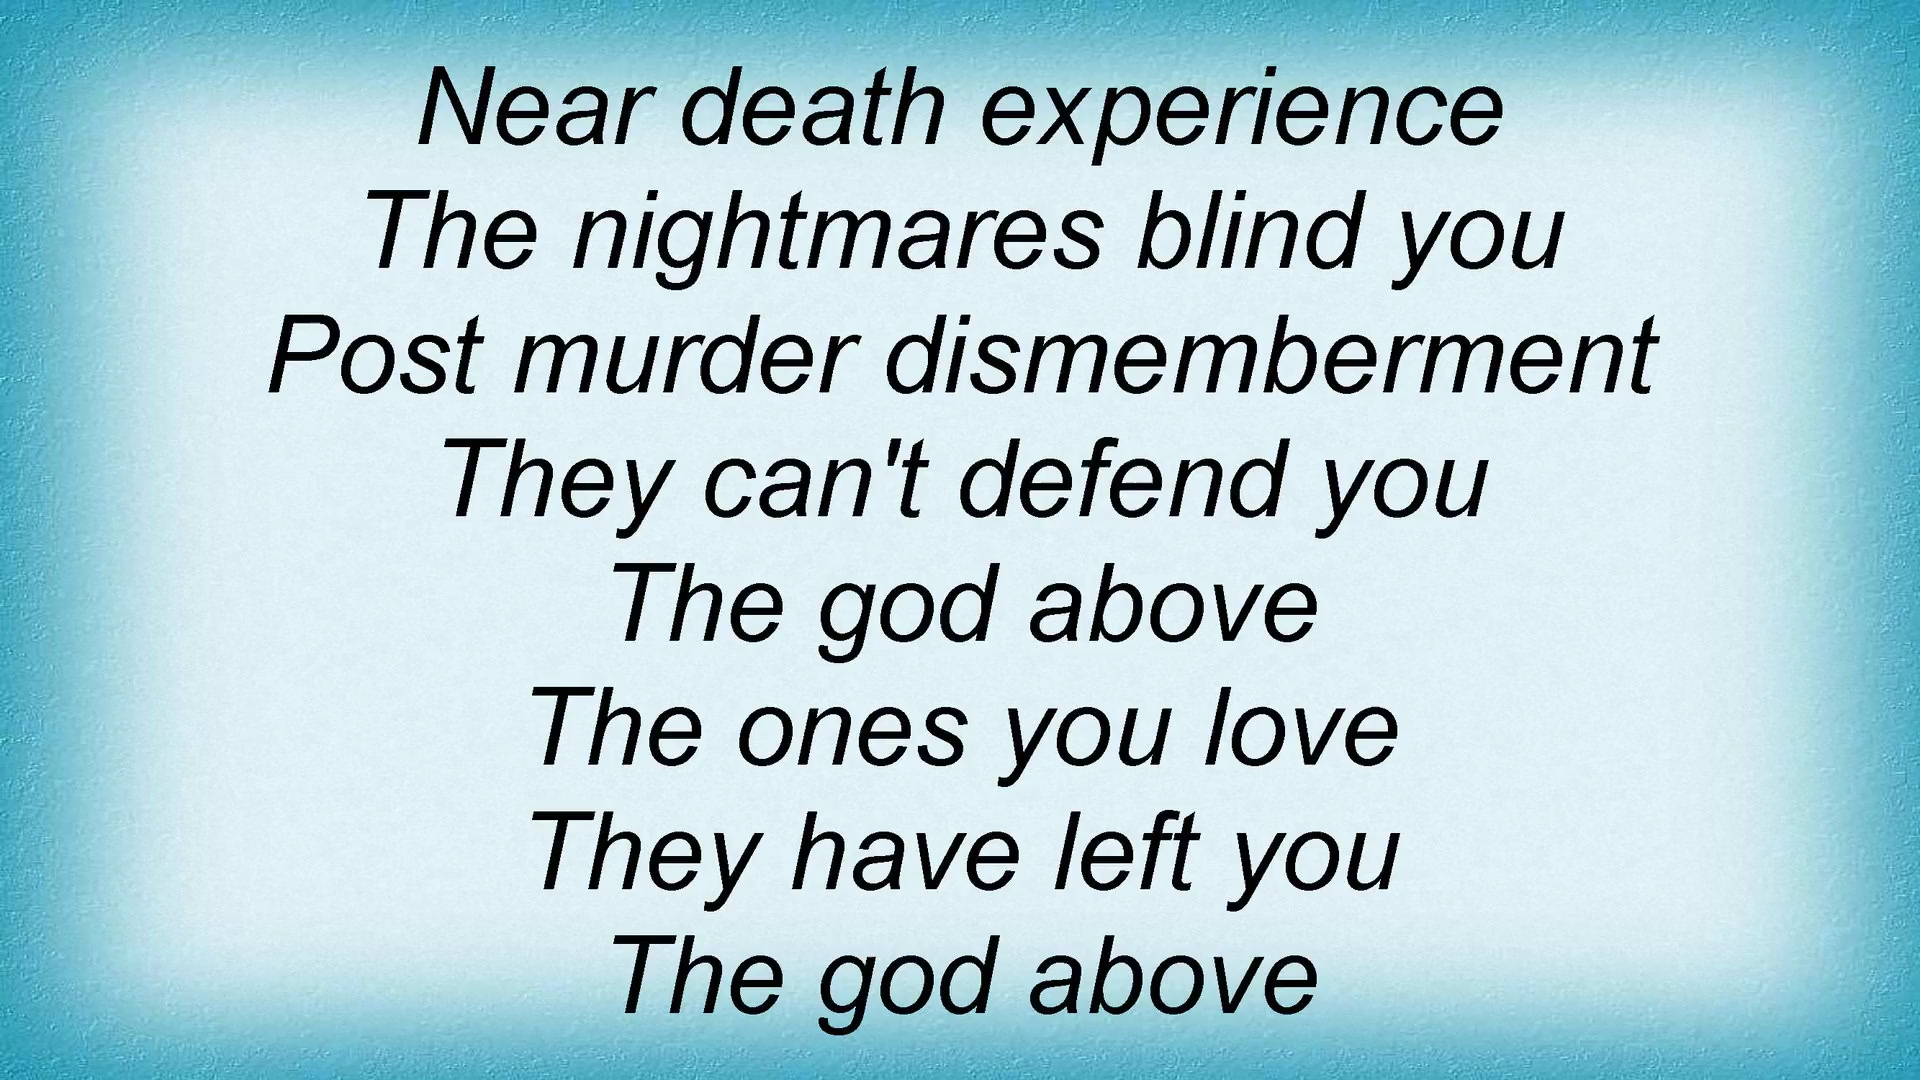 Near death experience
The nightmares blind you
Post murder dismemberment
They can't defend you
The god above
The ones you love
They have left you
The god above